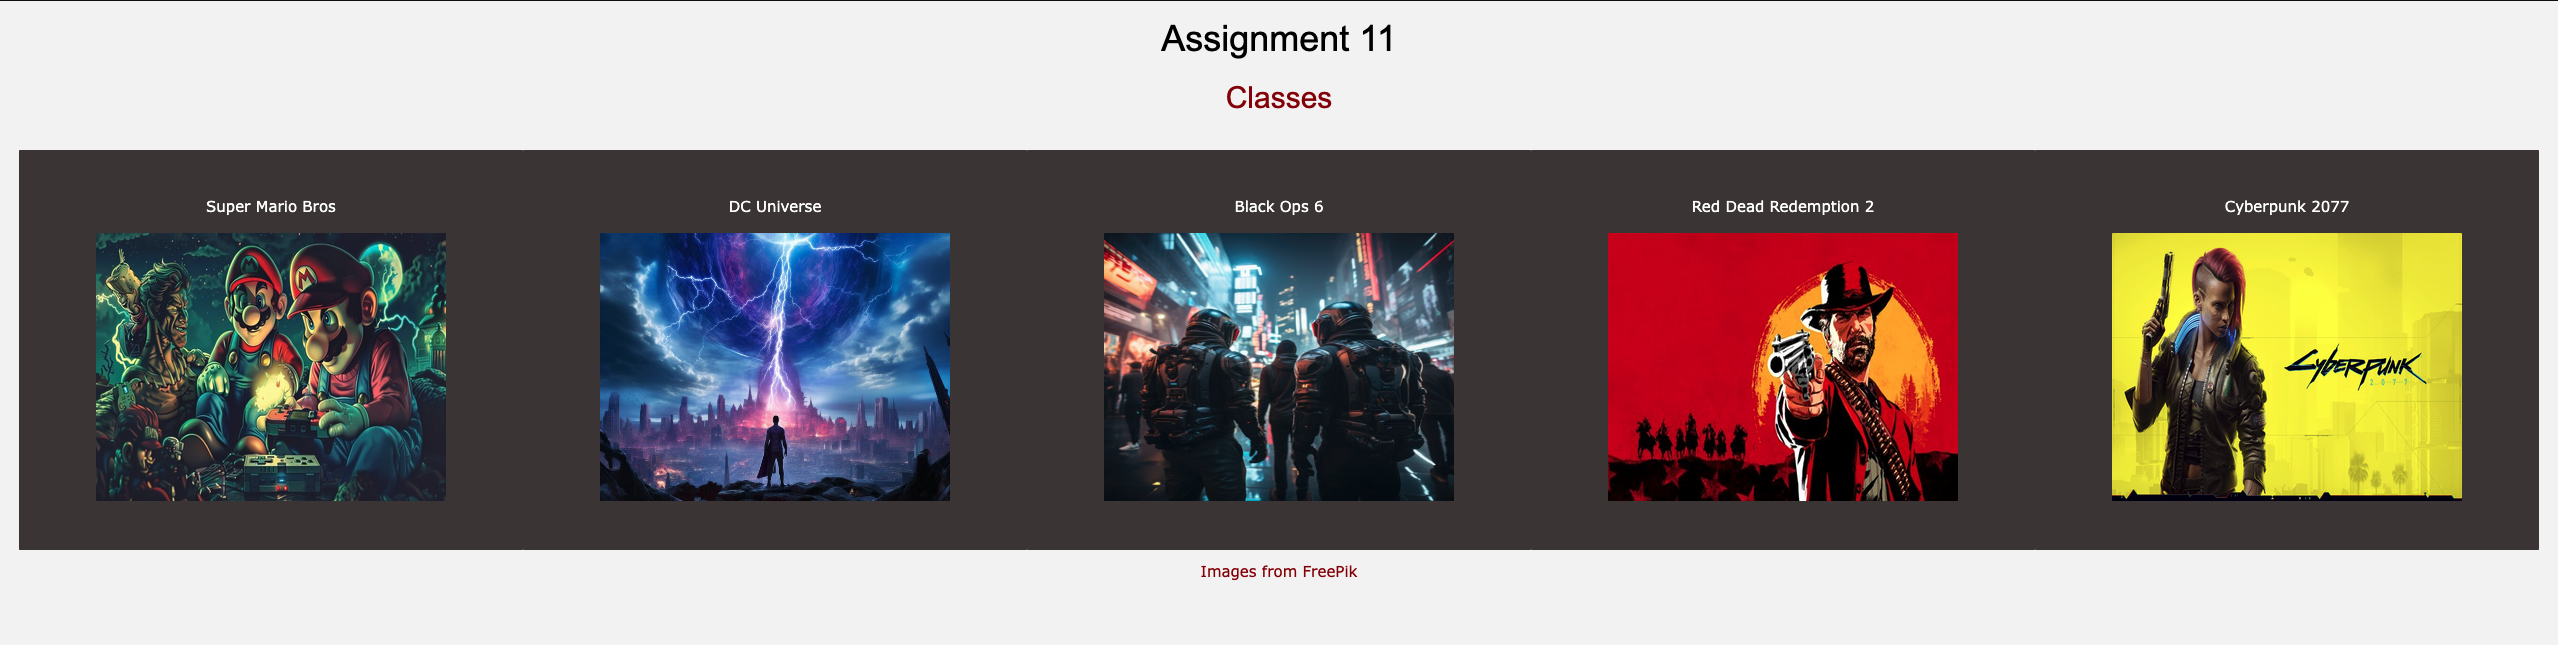 Assignment 11
Classes
Super Mario Bros
DC Universe
Black Ops 6
Red Dead Redemption 2
Cyberpunk 2077
M
M
Cyberpunk
2077
Images from FreePik